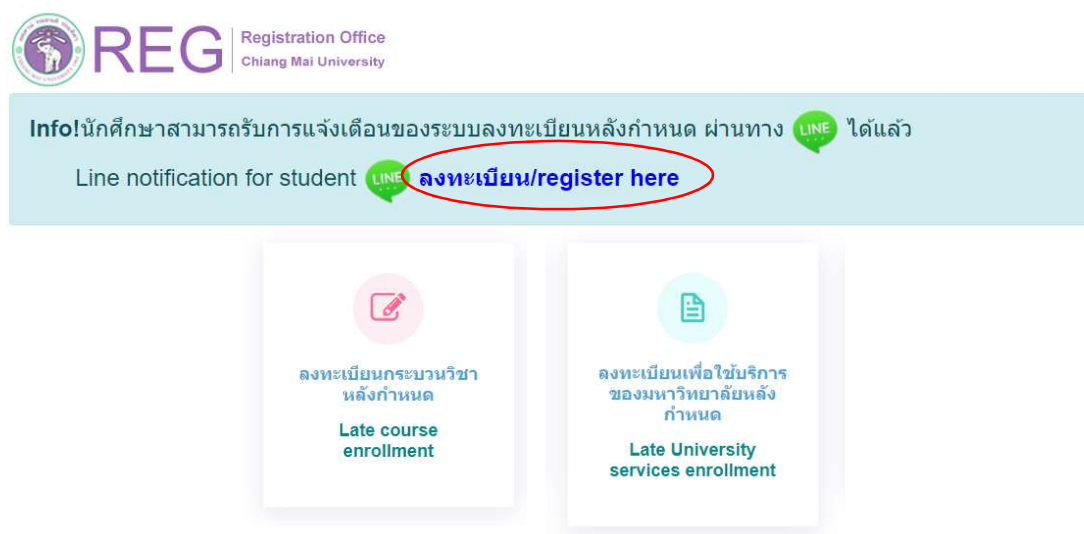 REG
Registration Office
Chiang Mai University
Info!นักศึกษาสามารถรับการแจ้งเตือนของระบบลงทะเบียนหลังกำหนด ผ่านทาง LINE ได้แล้ว
Line notification for student LINE ลงทะเบียน/register here
ลงทะเบียนกระบวนวิชา
หลังกำหนด
Late course
enrollment
ลงทะเบียนเพื่อใช้บริการ
ของมหาวิทยาลัยหลัง
กำหนด
Late University
services enrollment